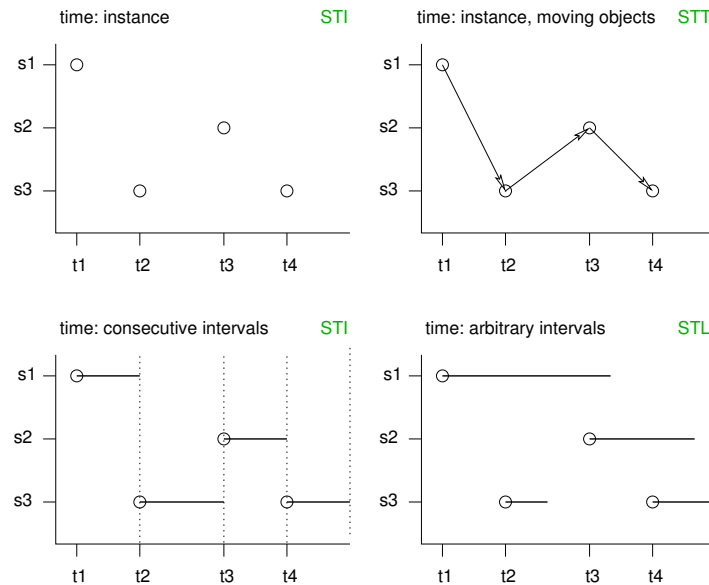 time: instance STI
s1
s2
s3
t1 t2 t3 t4
time: instance, moving objects STT
s1
s2
s3
t1 t2 t3 t4
time: consecutive intervals STI
s1
s2
s3
t1 t2 t3 t4
time: arbitrary intervals STL
s1
s2
s3
t1 t2 t3 t4